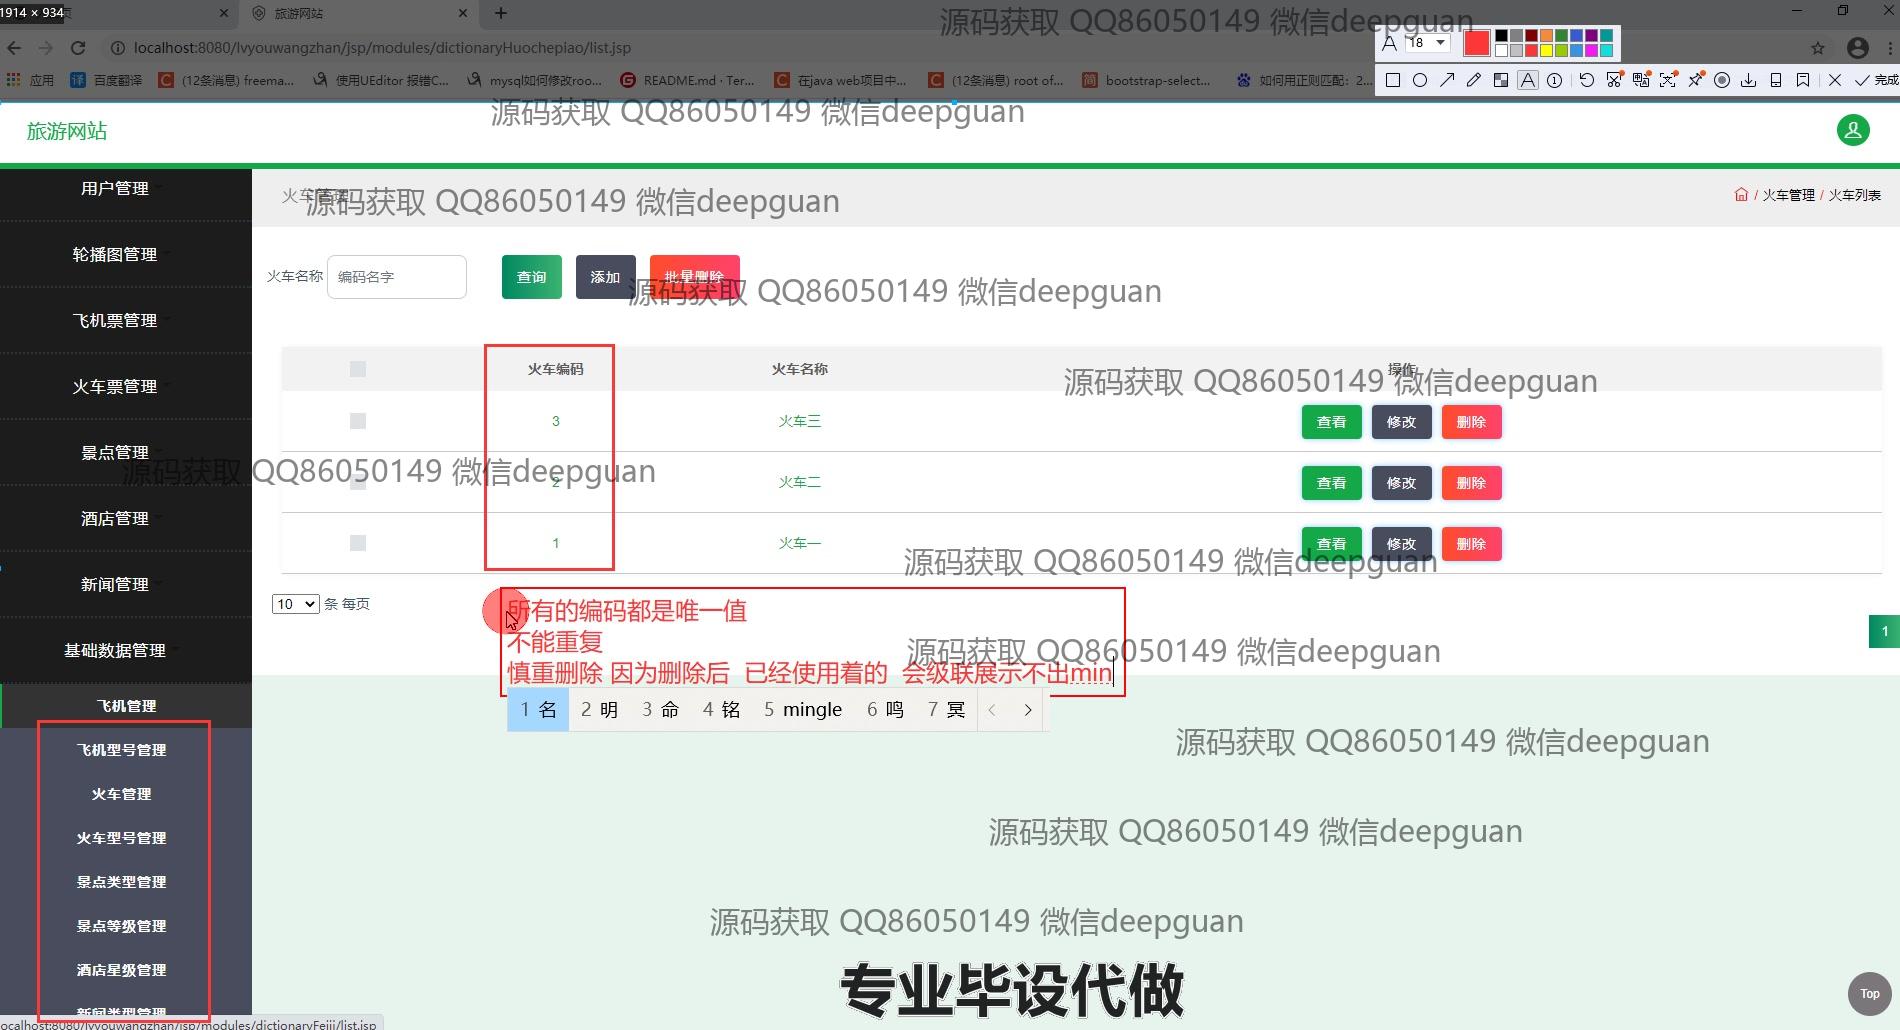 1914 × 934
旅游网站
源码获取 QQ86050149 微信deepguan
localhost:8080/lvyouwangzhan/jsp/modules/dictionaryHuochepiao/list.jsp
18
应用
百度翻译
(12条消息) freema...
使用UEditor 报错C...
mysql如何修改roo...
README.md · Ter...
在java web项目中...
(12条消息) root of...
bootstrap-select...
如何用正则匹配：2...
完成
源码获取 QQ86050149 微信deepguan
旅游网站
用户管理
火车管理
源码获取 QQ86050149 微信deepguan
/ 火车管理 / 火车列表
轮播图管理
火车名称
编码名字
查询
添加
批量删除
源码获取 QQ86050149 微信deepguan
飞机票管理
火车编码
火车名称
操作
源码获取 QQ86050149 微信deepguan
火车票管理
3
火车三
查看
修改
删除
景点管理
源码获取 QQ86050149 微信deepguan
2
火车二
查看
修改
删除
酒店管理
1
火车一
查看
修改
删除
源码获取 QQ86050149 微信deepguan
新闻管理
10
条 每页
所有的编码都是唯一值
不能重复
慎重删除 因为删除后 已经使用着的 会级联展示不出min
源码获取 QQ86050149 微信deepguan
1
基础数据管理
1 名 2 明 3 命 4 铭 5 mingle 6 鸣 7 冥
飞机管理
飞机型号管理
源码获取 QQ86050149 微信deepguan
火车管理
火车型号管理
源码获取 QQ86050149 微信deepguan
景点类型管理
景点等级管理
源码获取 QQ86050149 微信deepguan
酒店星级管理
专业毕设代做
Top
新闻类型管理
ocalhost:8080/lvyouwangzhan/jsp/modules/dictionaryFeiji/list.jsp